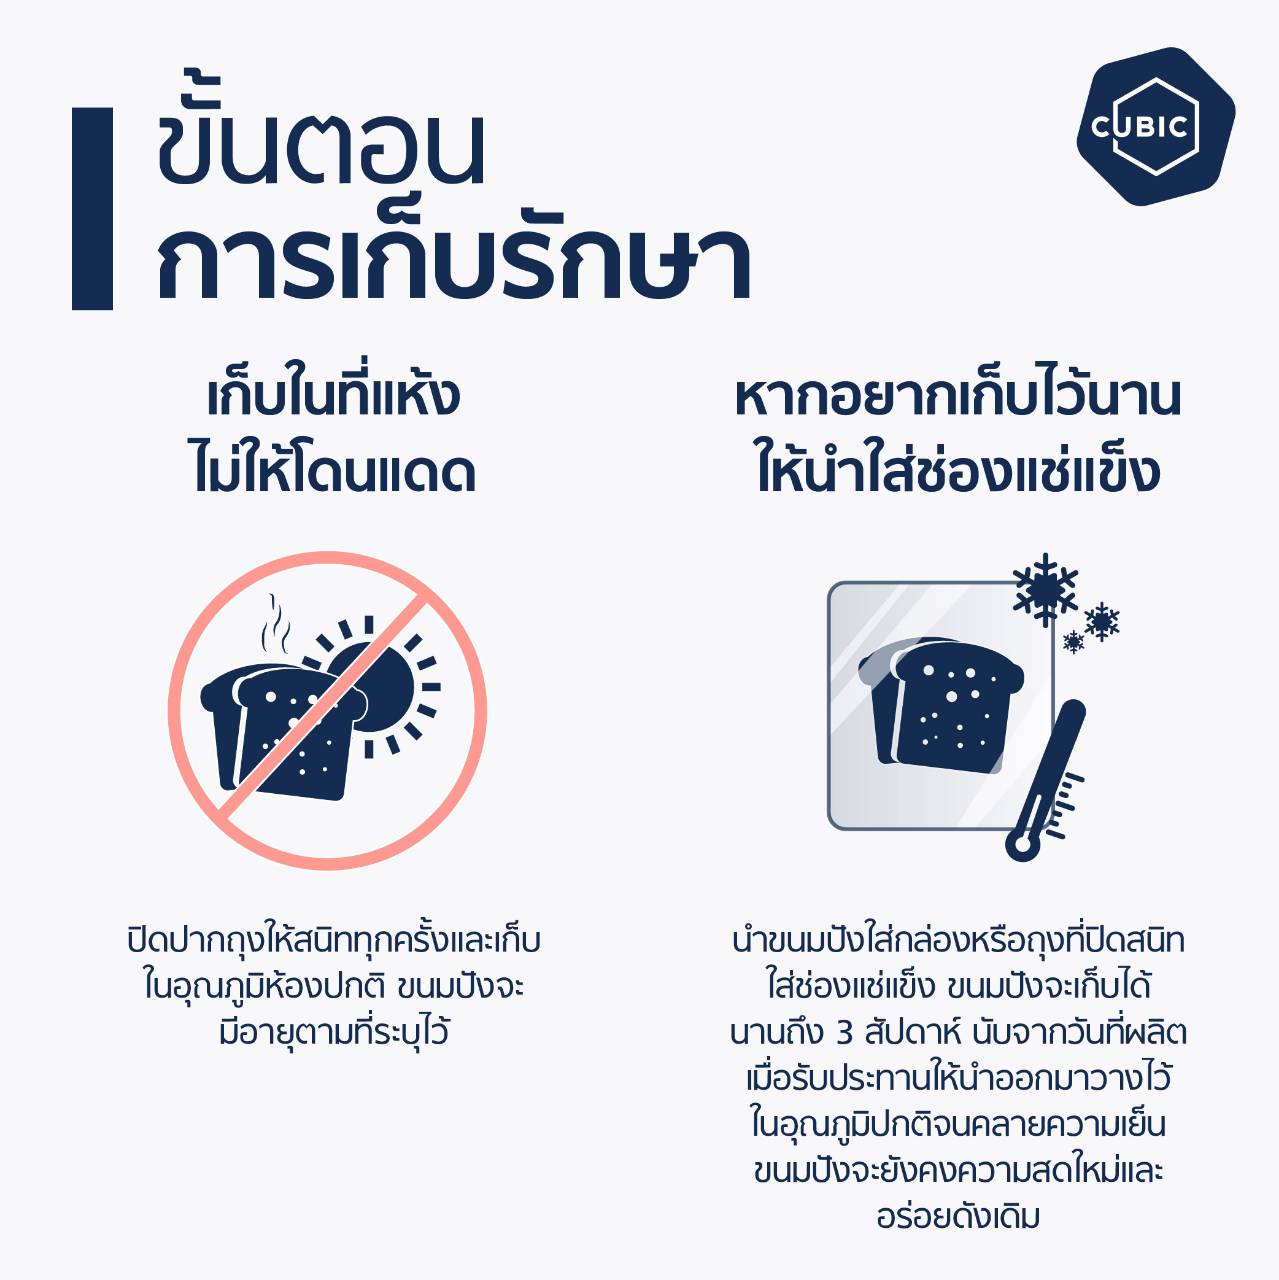 ขั้นตอน
การเก็บรักษา
CUBIC
เก็บในที่แห้ง
ไม่ให้โดนแดด
ปิดปากถุงให้สนิททุกครั้งและเก็บ
ในอุณภูมิห้องปกติ ขนมปังจะ
มีอายุตามที่ระบุไว้
หากอยากเก็บไว้นาน
ให้นำใส่ช่องแช่แข็ง
นำขนมปังใส่กล่องหรือถุงที่ปิดสนิท
ใส่ช่องแช่แข็ง ขนมปังจะเก็บได้
นานถึง 3 สัปดาห์ นับจากวันที่ผลิต
เมื่อรับประทานให้นำออกมาวางไว้
ในอุณภูมิปกติจนคลายความเย็น
ขนมปังจะยังคงความสดใหม่และ
อร่อยดังเดิม